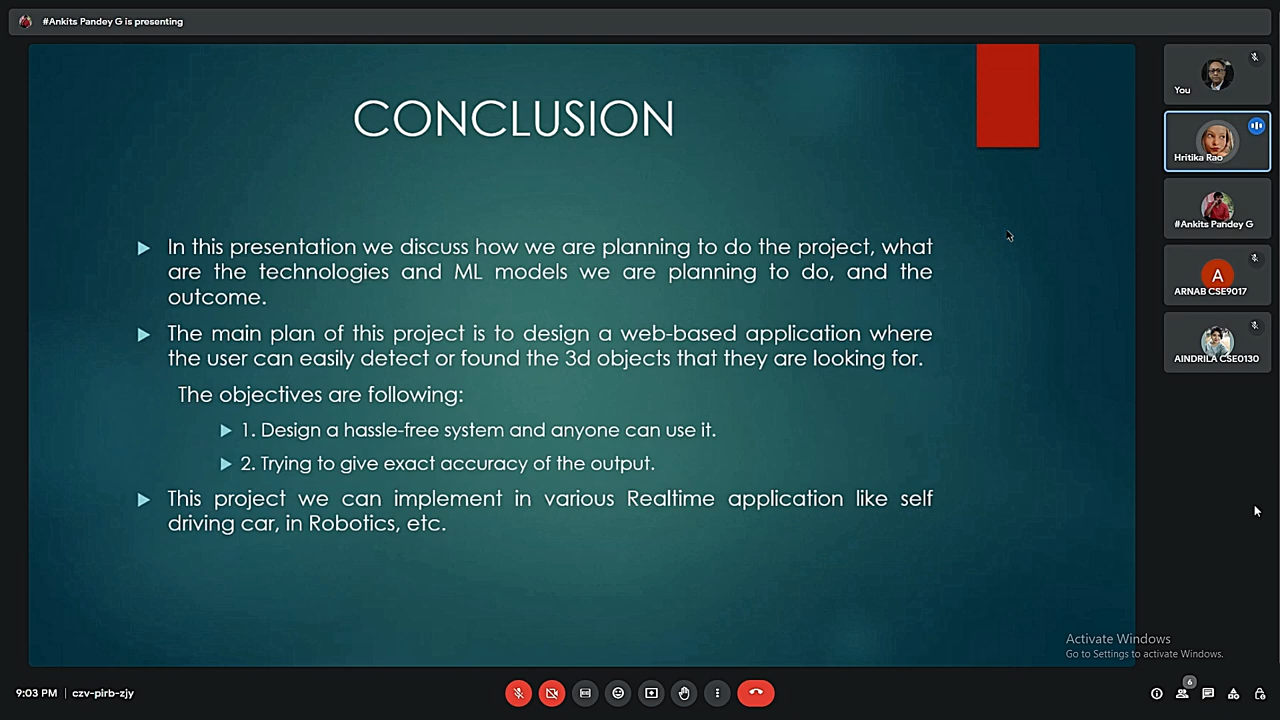 #Ankits Pandey G is presenting
CONCLUSION
In this presentation we discuss how we are planning to do the project, what
are the technologies and ML models we are planning to do, and the
outcome.
The main plan of this project is to design a web-based application where
the user can easily detect or found the 3d objects that they are looking for.
The objectives are following:
1. Design a hassle-free system and anyone can use it.
2. Trying to give exact accuracy of the output.
This project we can implement in various Realtime application like self
driving car, in Robotics, etc.
You
Hritika Rao
#Ankits Pandey G
A
ARNAB CSE9017
AINDRILA CSE0130
Activate Windows
Go to Settings to activate Windows.
9:03 PM | czv-pirb-zjy
6